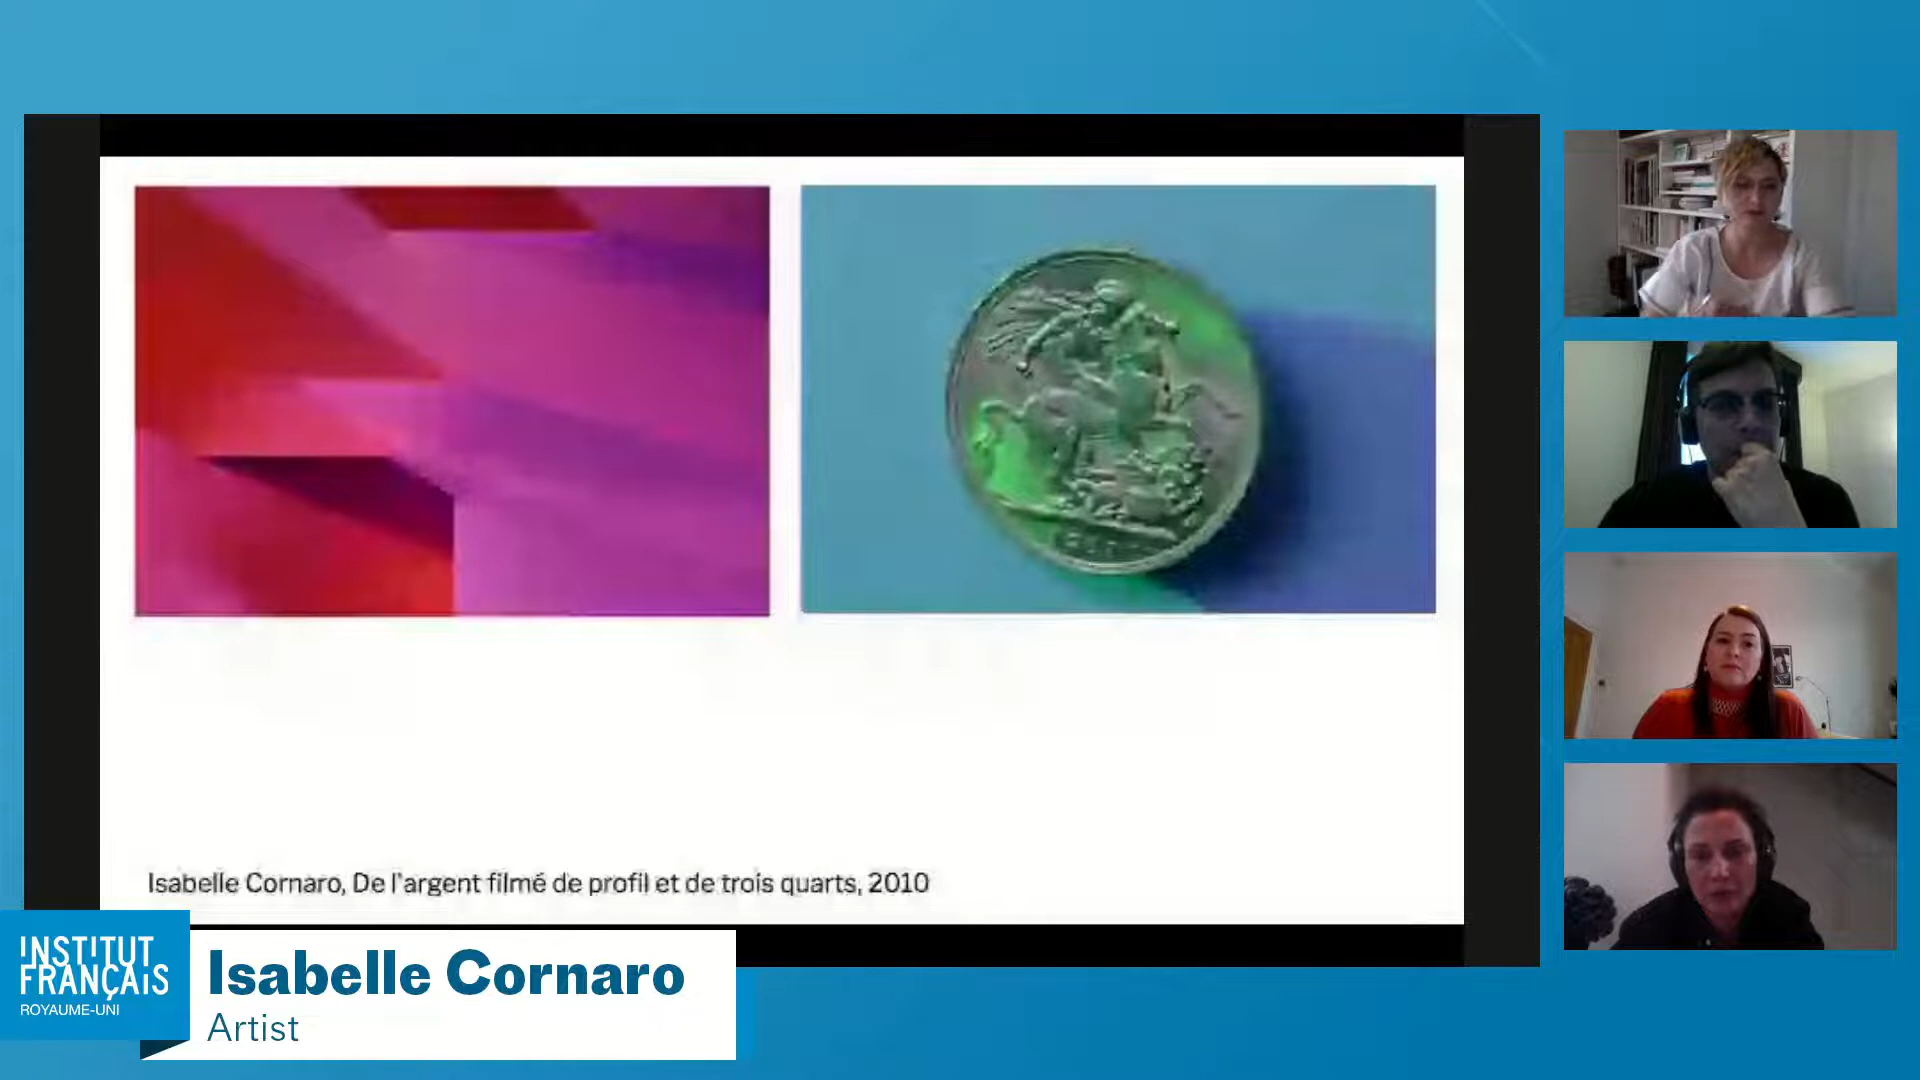 Isabelle Cornaro, De l'argent filmé de profil et de trois quarts, 2010
INSTITUT
FRANÇAIS
ROYAUME-UNI
Isabelle Cornaro
Artist